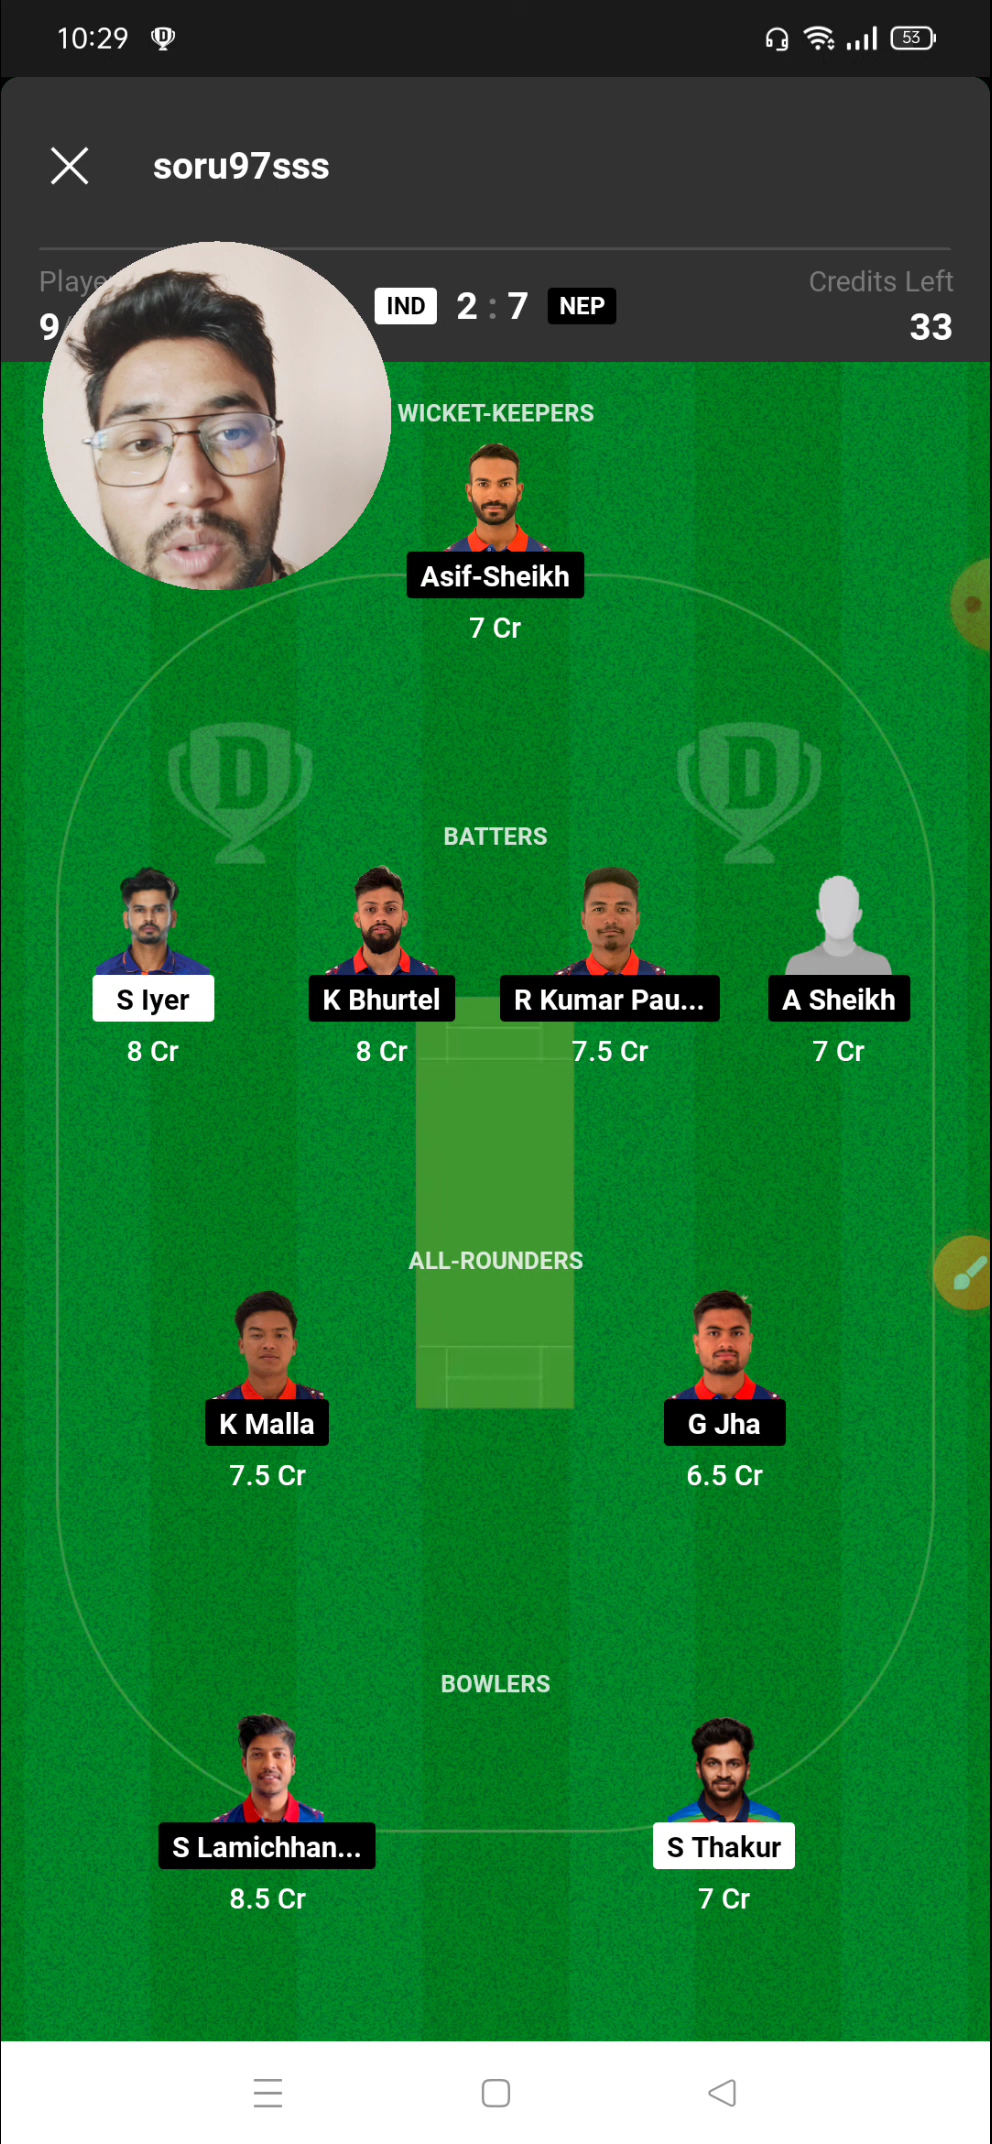 10:29
53
soru97sss
Playe
Credits Left
9
IND 2 : 7 NEP
33
WICKET-KEEPERS
Asif-Sheikh
7 Cr
BATTERS
S Iyer
K Bhurtel
R Kumar Pau...
A Sheikh
8 Cr
8 Cr
7.5 Cr
7 Cr
ALL-ROUNDERS
K Malla
G Jha
7.5 Cr
6.5 Cr
BOWLERS
S Lamichhan...
S Thakur
8.5 Cr
7 Cr